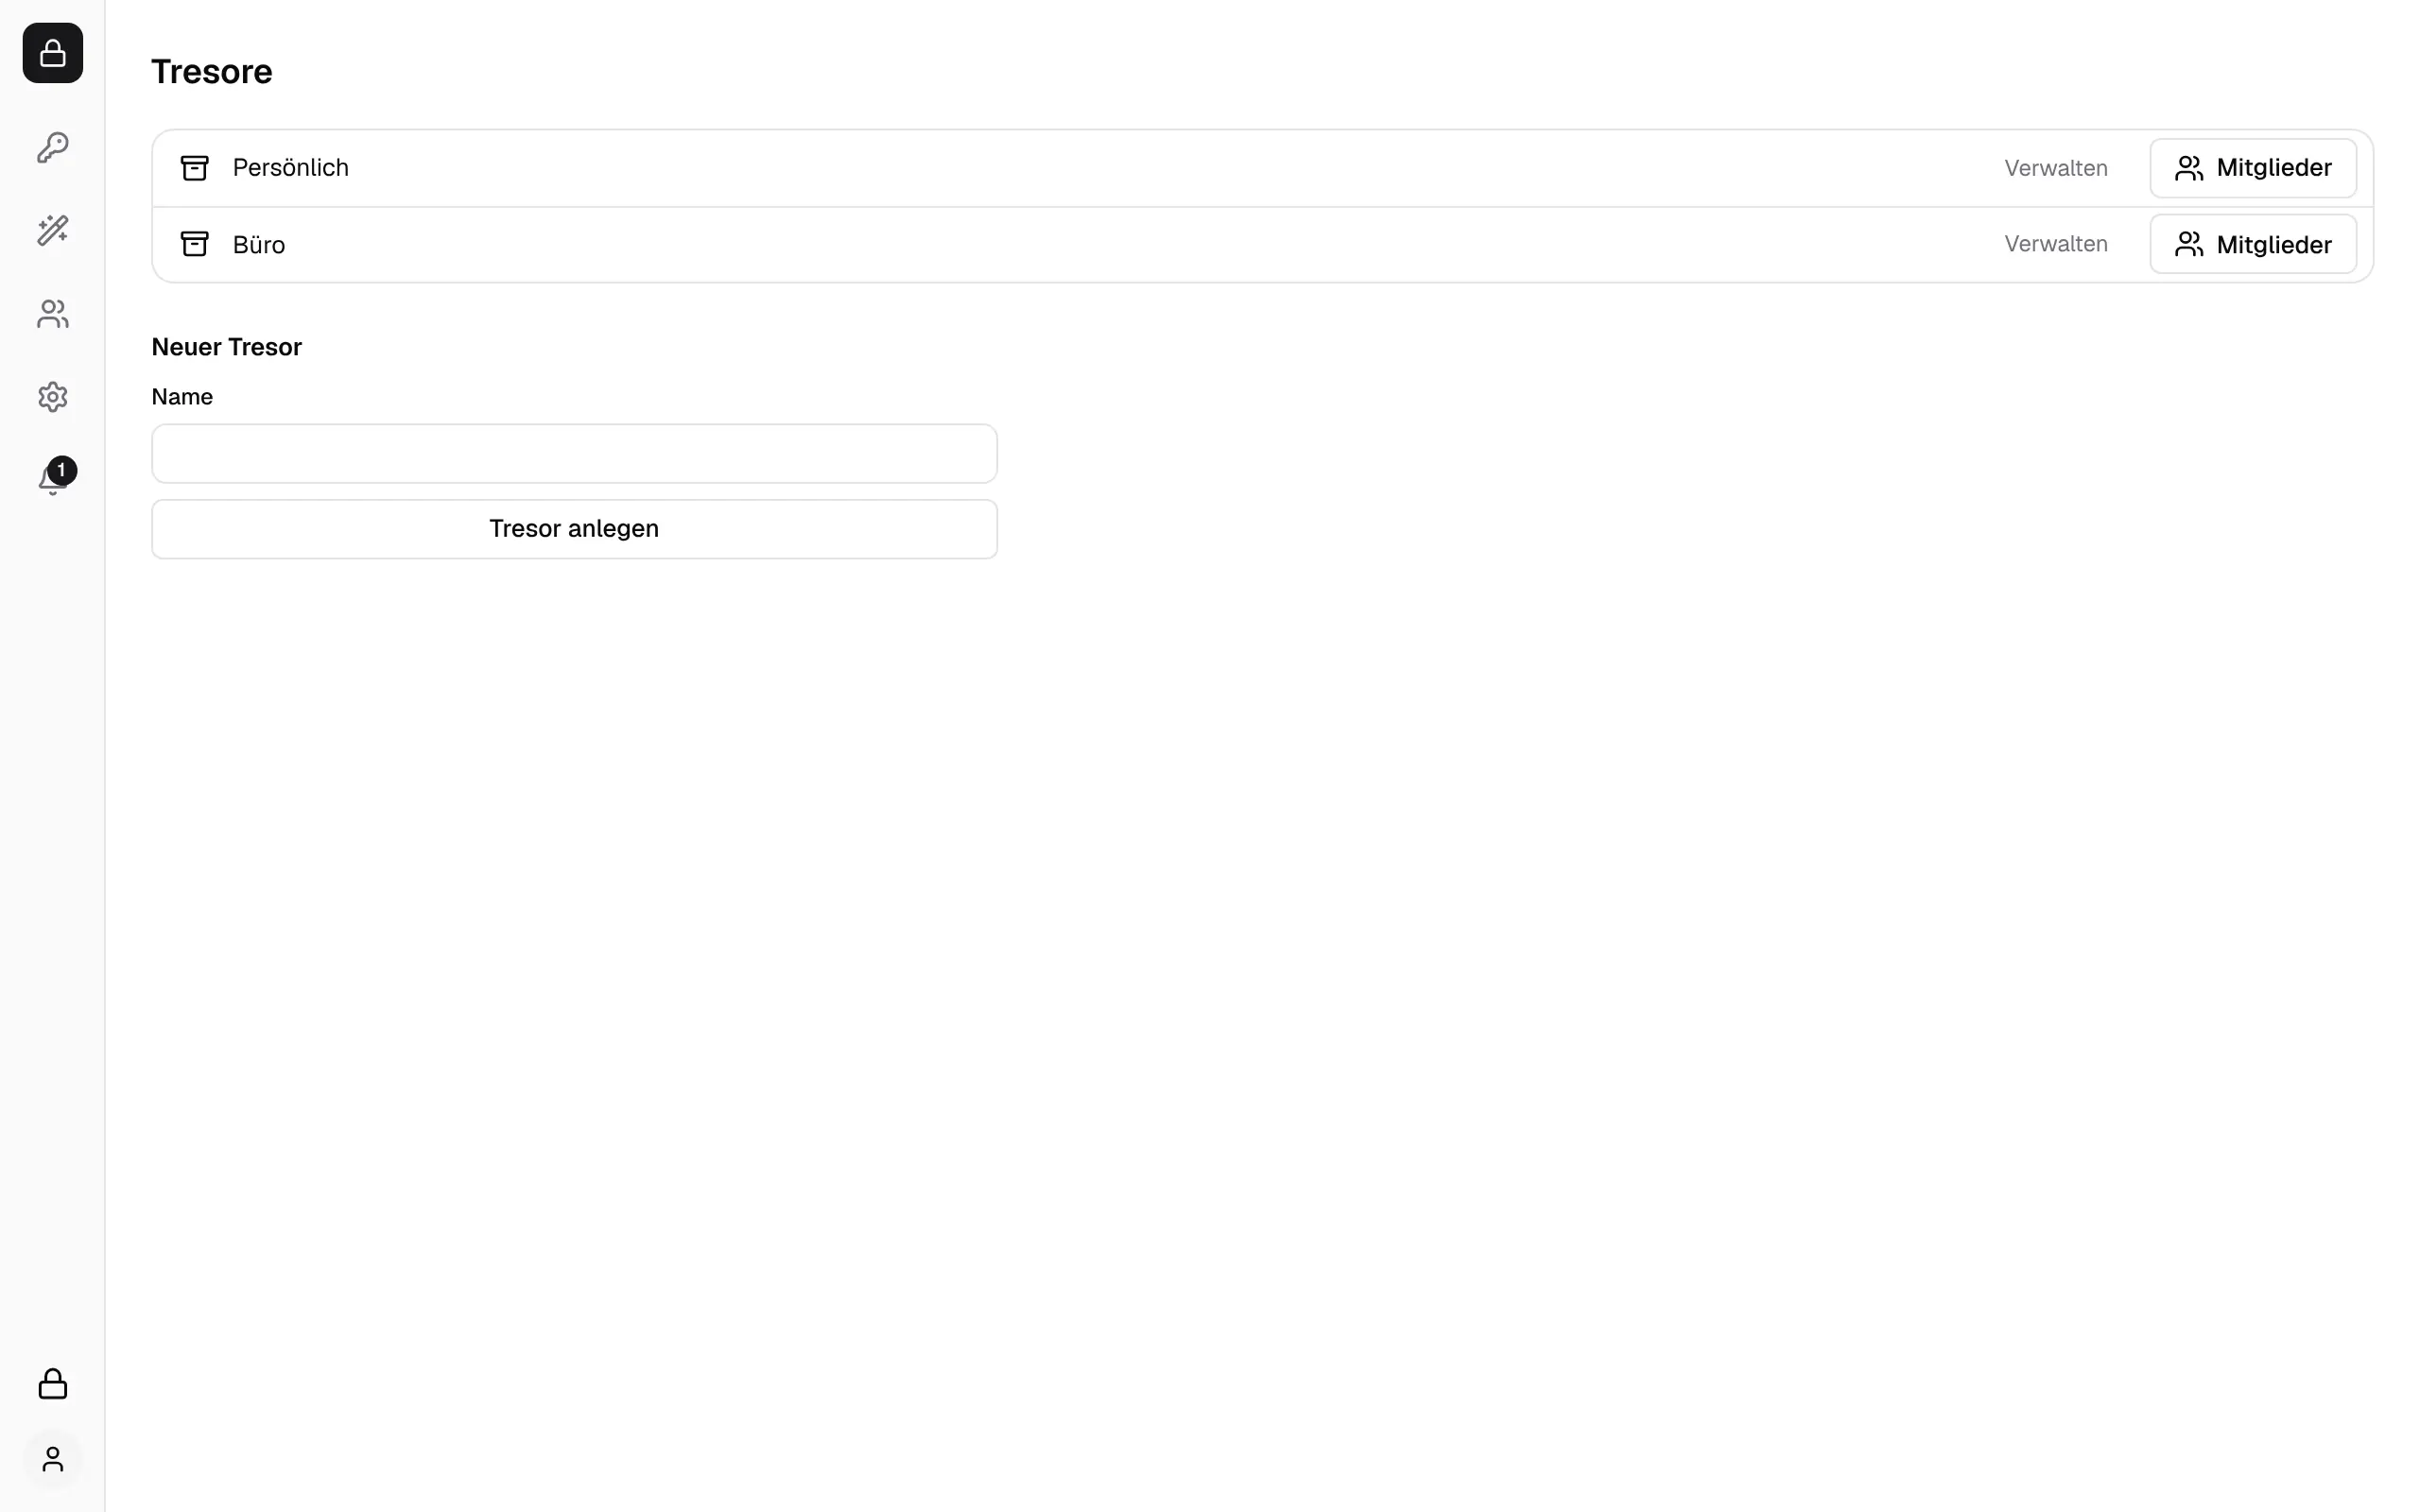 Tresore
Persönlich Verwalten Mitglieder
Büro Verwalten Mitglieder
Neuer Tresor
Name
Tresor anlegen
1